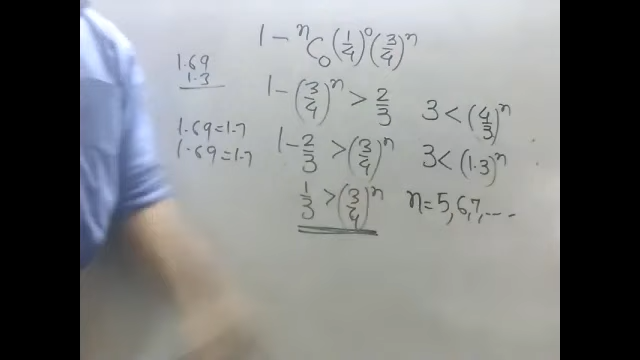 1 - ⁿC₀ (1/4)⁰ (3/4)ⁿ
1 - (3/4)ⁿ > 2/3
1 - 2/3 > (3/4)ⁿ
1/3 > (3/4)ⁿ
3 < (4/3)ⁿ
3 < (1.3)ⁿ
n = 5, 6, 7, ....
1.69
1.3
1.69 = 1.7
1.69 = 1.7